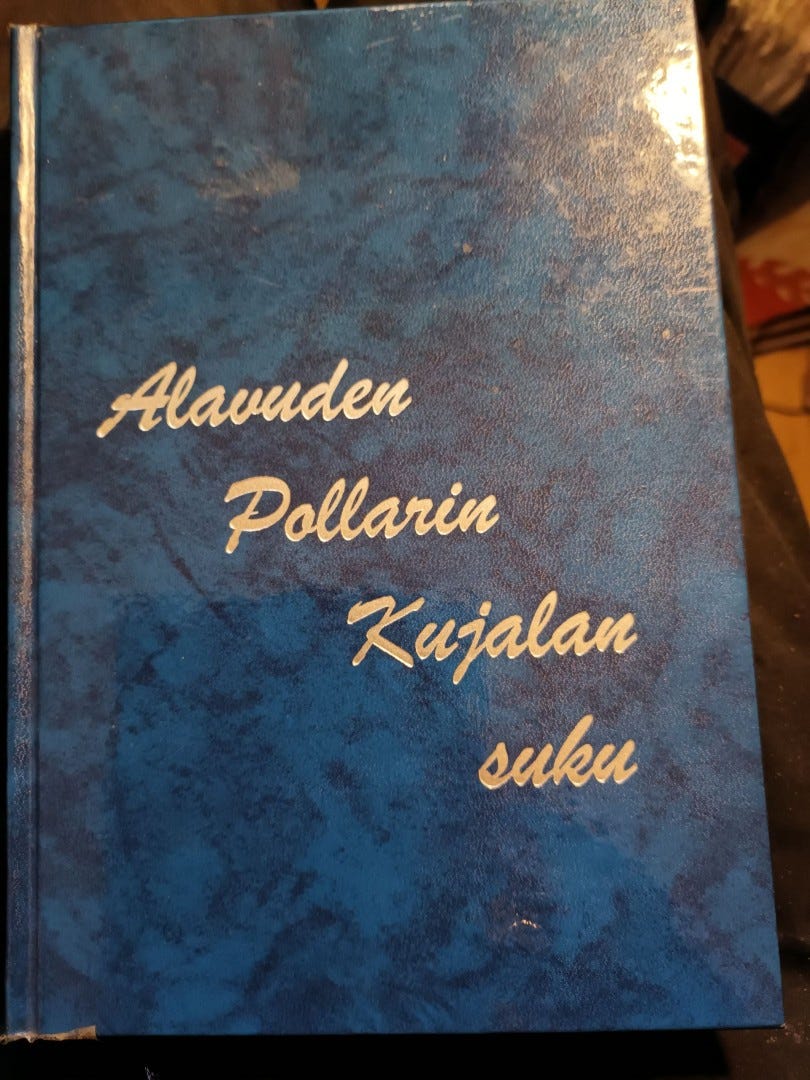 Alavuden
Pollarin
Kujalan
suku